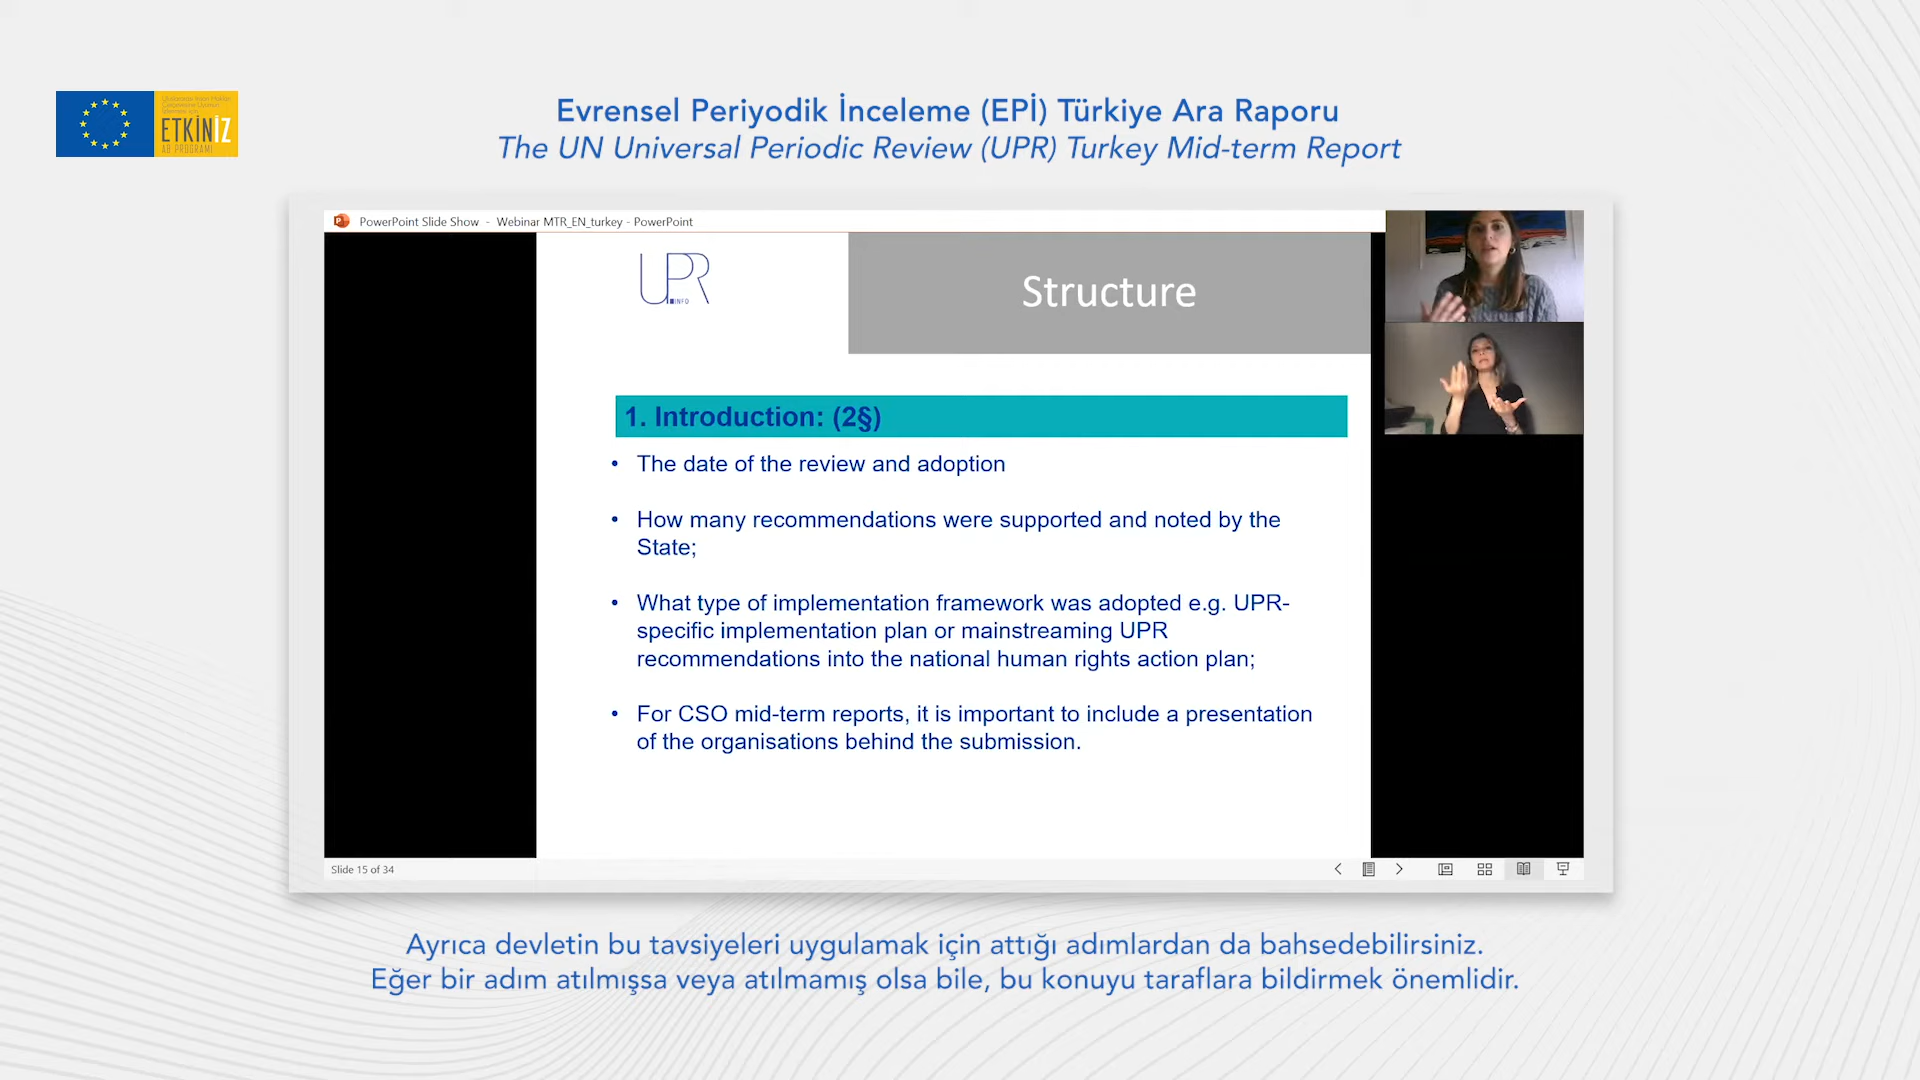 Evrensel Periyodik İnceleme (EPİ) Türkiye Ara Raporu
The UN Universal Periodic Review (UPR) Turkey Mid-term Report
ETKİNİZ
AB PROGRAMI
PowerPoint Slide Show - Webinar MTR_EN_turkey - PowerPoint
UPR
INFO
Structure
1. Introduction: (2§)
• The date of the review and adoption
• How many recommendations were supported and noted by the
State;
• What type of implementation framework was adopted e.g. UPR-
specific implementation plan or mainstreaming UPR
recommendations into the national human rights action plan;
• For CSO mid-term reports, it is important to include a presentation
of the organisations behind the submission.
Slide 15 of 34
Ayrıca devletin bu tavsiyeleri uygulamak için attığı adımlardan da bahsedebilirsiniz.
Eğer bir adım atılmışsa veya atılmamış olsa bile, bu konuyu taraflara bildirmek önemlidir.